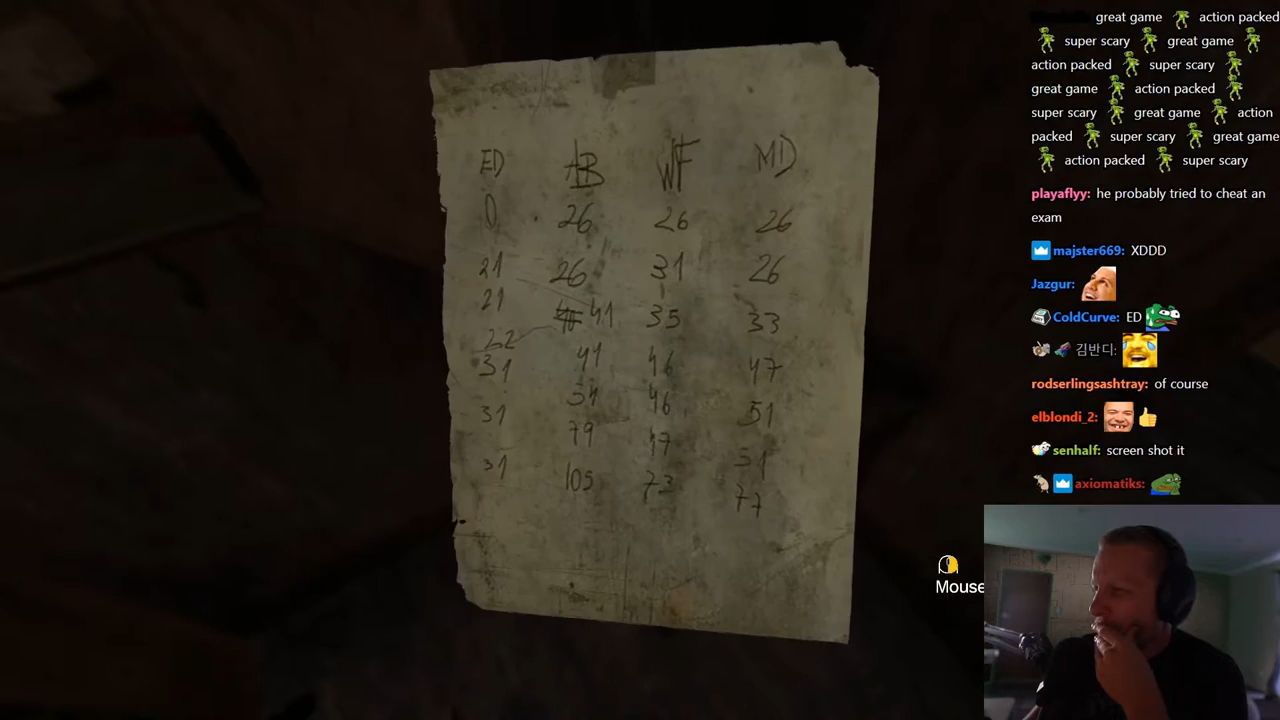 ED AB WF MD
0 26 26 26
21 26 31 26
21 41 35 33
22
31 41 46 47
31 54 46 51
31 79 47 51
105 73 77
great game action packed
super scary great game
action packed super scary
great game action packed
super scary great game action
packed super scary great game
action packed super scary
playaflyy: he probably tried to cheat an
exam
majster669: XDDD
Jazgur:
ColdCurve: ED
김반디:
rodserlingsashtray: of course
elblondi_2:
senhalf: screen shot it
axiomatiks:
Mouse